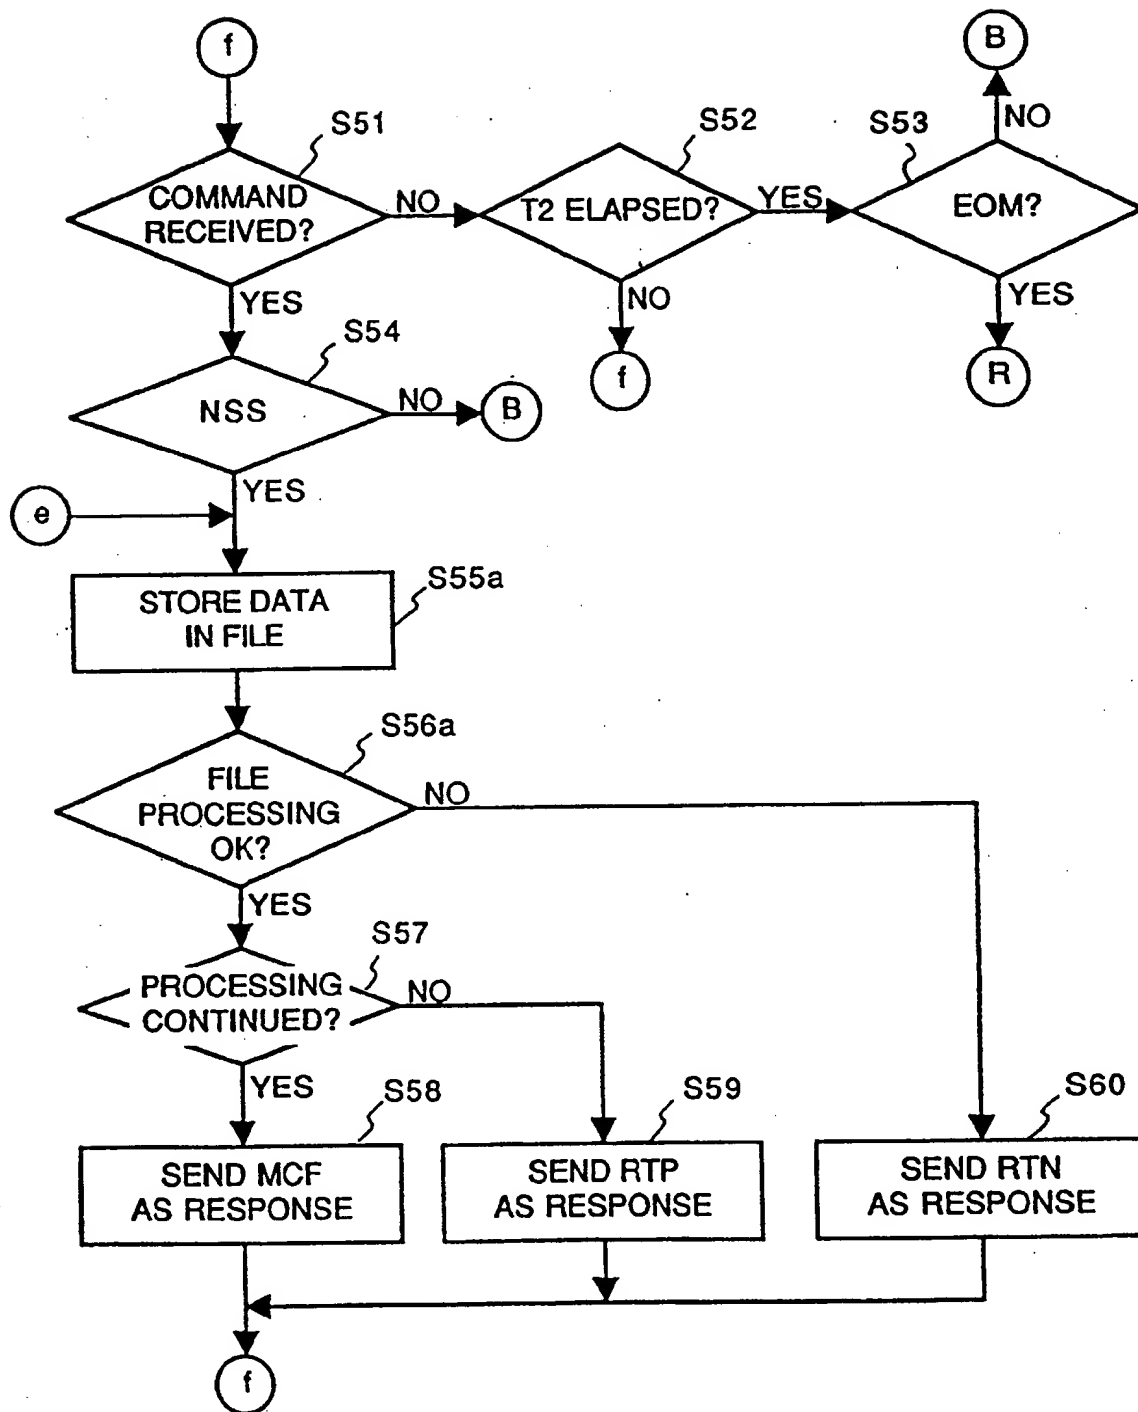 f
B
S51
S52
S53
NO
COMMAND
RECEIVED?
NO
T2 ELAPSED?
YES
EOM?
YES
NO
YES
S54
f
R
NSS
NO
B
YES
e
S55a
STORE DATA
IN FILE
S56a
FILE
PROCESSING
OK?
NO
YES
S57
PROCESSING
CONTINUED?
NO
YES
S58
S59
S60
SEND MCF
AS RESPONSE
SEND RTP
AS RESPONSE
SEND RTN
AS RESPONSE
f